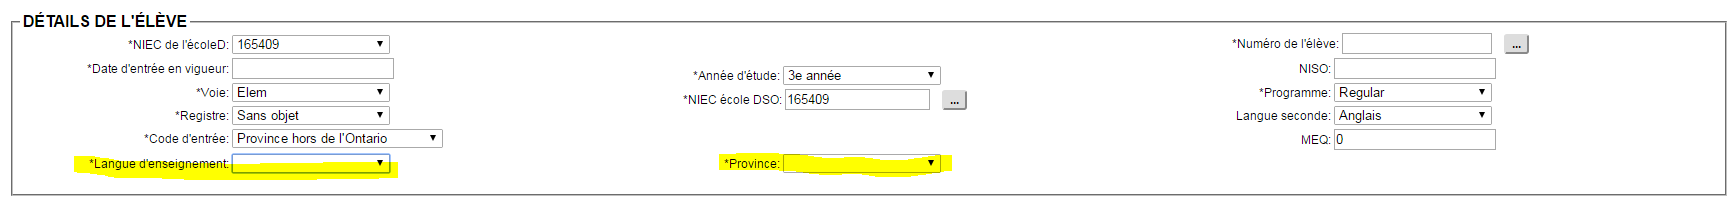 DÉTAILS DE L'ÉLÈVE
*NIEC de l'écoleD: 165409
*Numéro de l'élève: ...
*Date d'entrée en vigueur:
*Année d'étude: 3e année
NISO:
*Voie: Elem
*NIEC école DSO: 165409 ...
*Programme: Regular
*Registre: Sans objet
Langue seconde: Anglais
*Code d'entrée: Province hors de l'Ontario
MEQ: 0
*Langue d'enseignement:
*Province: